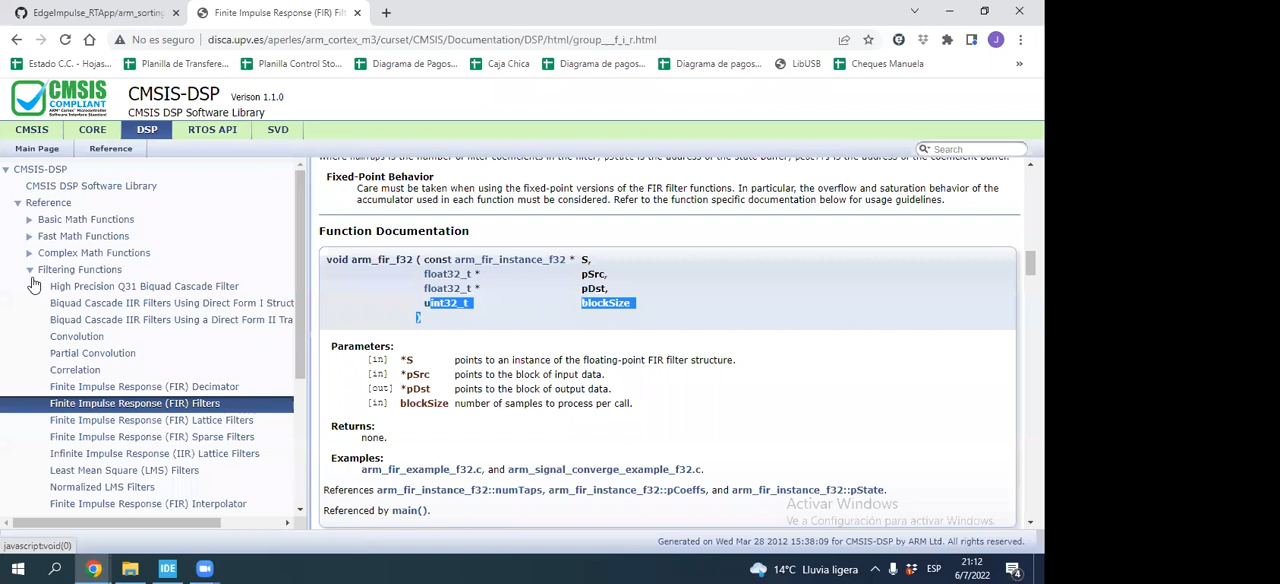 EdgeImpulse_RTApp/arm_sorting
Finite Impulse Response (FIR) Filt
No es seguro
disca.upv.es/aperles/arm_cortex_m3/curset/CMSIS/Documentation/DSP/html/group___f_i_r.html
Estado C.C. - Hojas...
Planilla de Transfere...
Planilla Control Sto...
Diagrama de Pagos...
Caja Chica
Diagrama de pagos...
Diagrama de pagos...
LibUSB
Cheques Manuela
CMSIS
COMPLIANT
CMSIS-DSP Verison 1.1.0
CMSIS DSP Software Library
CMSIS CORE DSP RTOS API SVD
Main Page Reference
Search
CMSIS-DSP
CMSIS DSP Software Library
Reference
Basic Math Functions
Fast Math Functions
Complex Math Functions
Filtering Functions
High Precision Q31 Biquad Cascade Filter
Biquad Cascade IIR Filters Using Direct Form I Struct
Biquad Cascade IIR Filters Using a Direct Form II Tra
Convolution
Partial Convolution
Correlation
Finite Impulse Response (FIR) Decimator
Finite Impulse Response (FIR) Filters
Finite Impulse Response (FIR) Lattice Filters
Finite Impulse Response (FIR) Sparse Filters
Infinite Impulse Response (IIR) Lattice Filters
Least Mean Square (LMS) Filters
Normalized LMS Filters
Finite Impulse Response (FIR) Interpolator
javascript:void(0)
Fixed-Point Behavior
Care must be taken when using the fixed-point versions of the FIR filter functions. In particular, the overflow and saturation behavior of the
accumulator used in each function must be considered. Refer to the function specific documentation below for usage guidelines.
Function Documentation
void arm_fir_f32 ( const arm_fir_instance_f32 * S,
float32_t * pSrc,
float32_t * pDst,
uint32_t blockSize
)
Parameters:
[in] *S points to an instance of the floating-point FIR filter structure.
[in] *pSrc points to the block of input data.
[out] *pDst points to the block of output data.
[in] blockSize number of samples to process per call.
Returns:
none.
Examples:
arm_fir_example_f32.c, and arm_signal_converge_example_f32.c.
References arm_fir_instance_f32::numTaps, arm_fir_instance_f32::pCoeffs, and arm_fir_instance_f32::pState.
Referenced by main().
Activar Windows
Ve a Configuración para activar Windows.
Generated on Wed Mar 28 2012 15:38:09 for CMSIS-DSP by ARM Ltd. All rights reserved.
IDE
14°C Lluvia ligera
ESP
21:12
6/7/2022
4